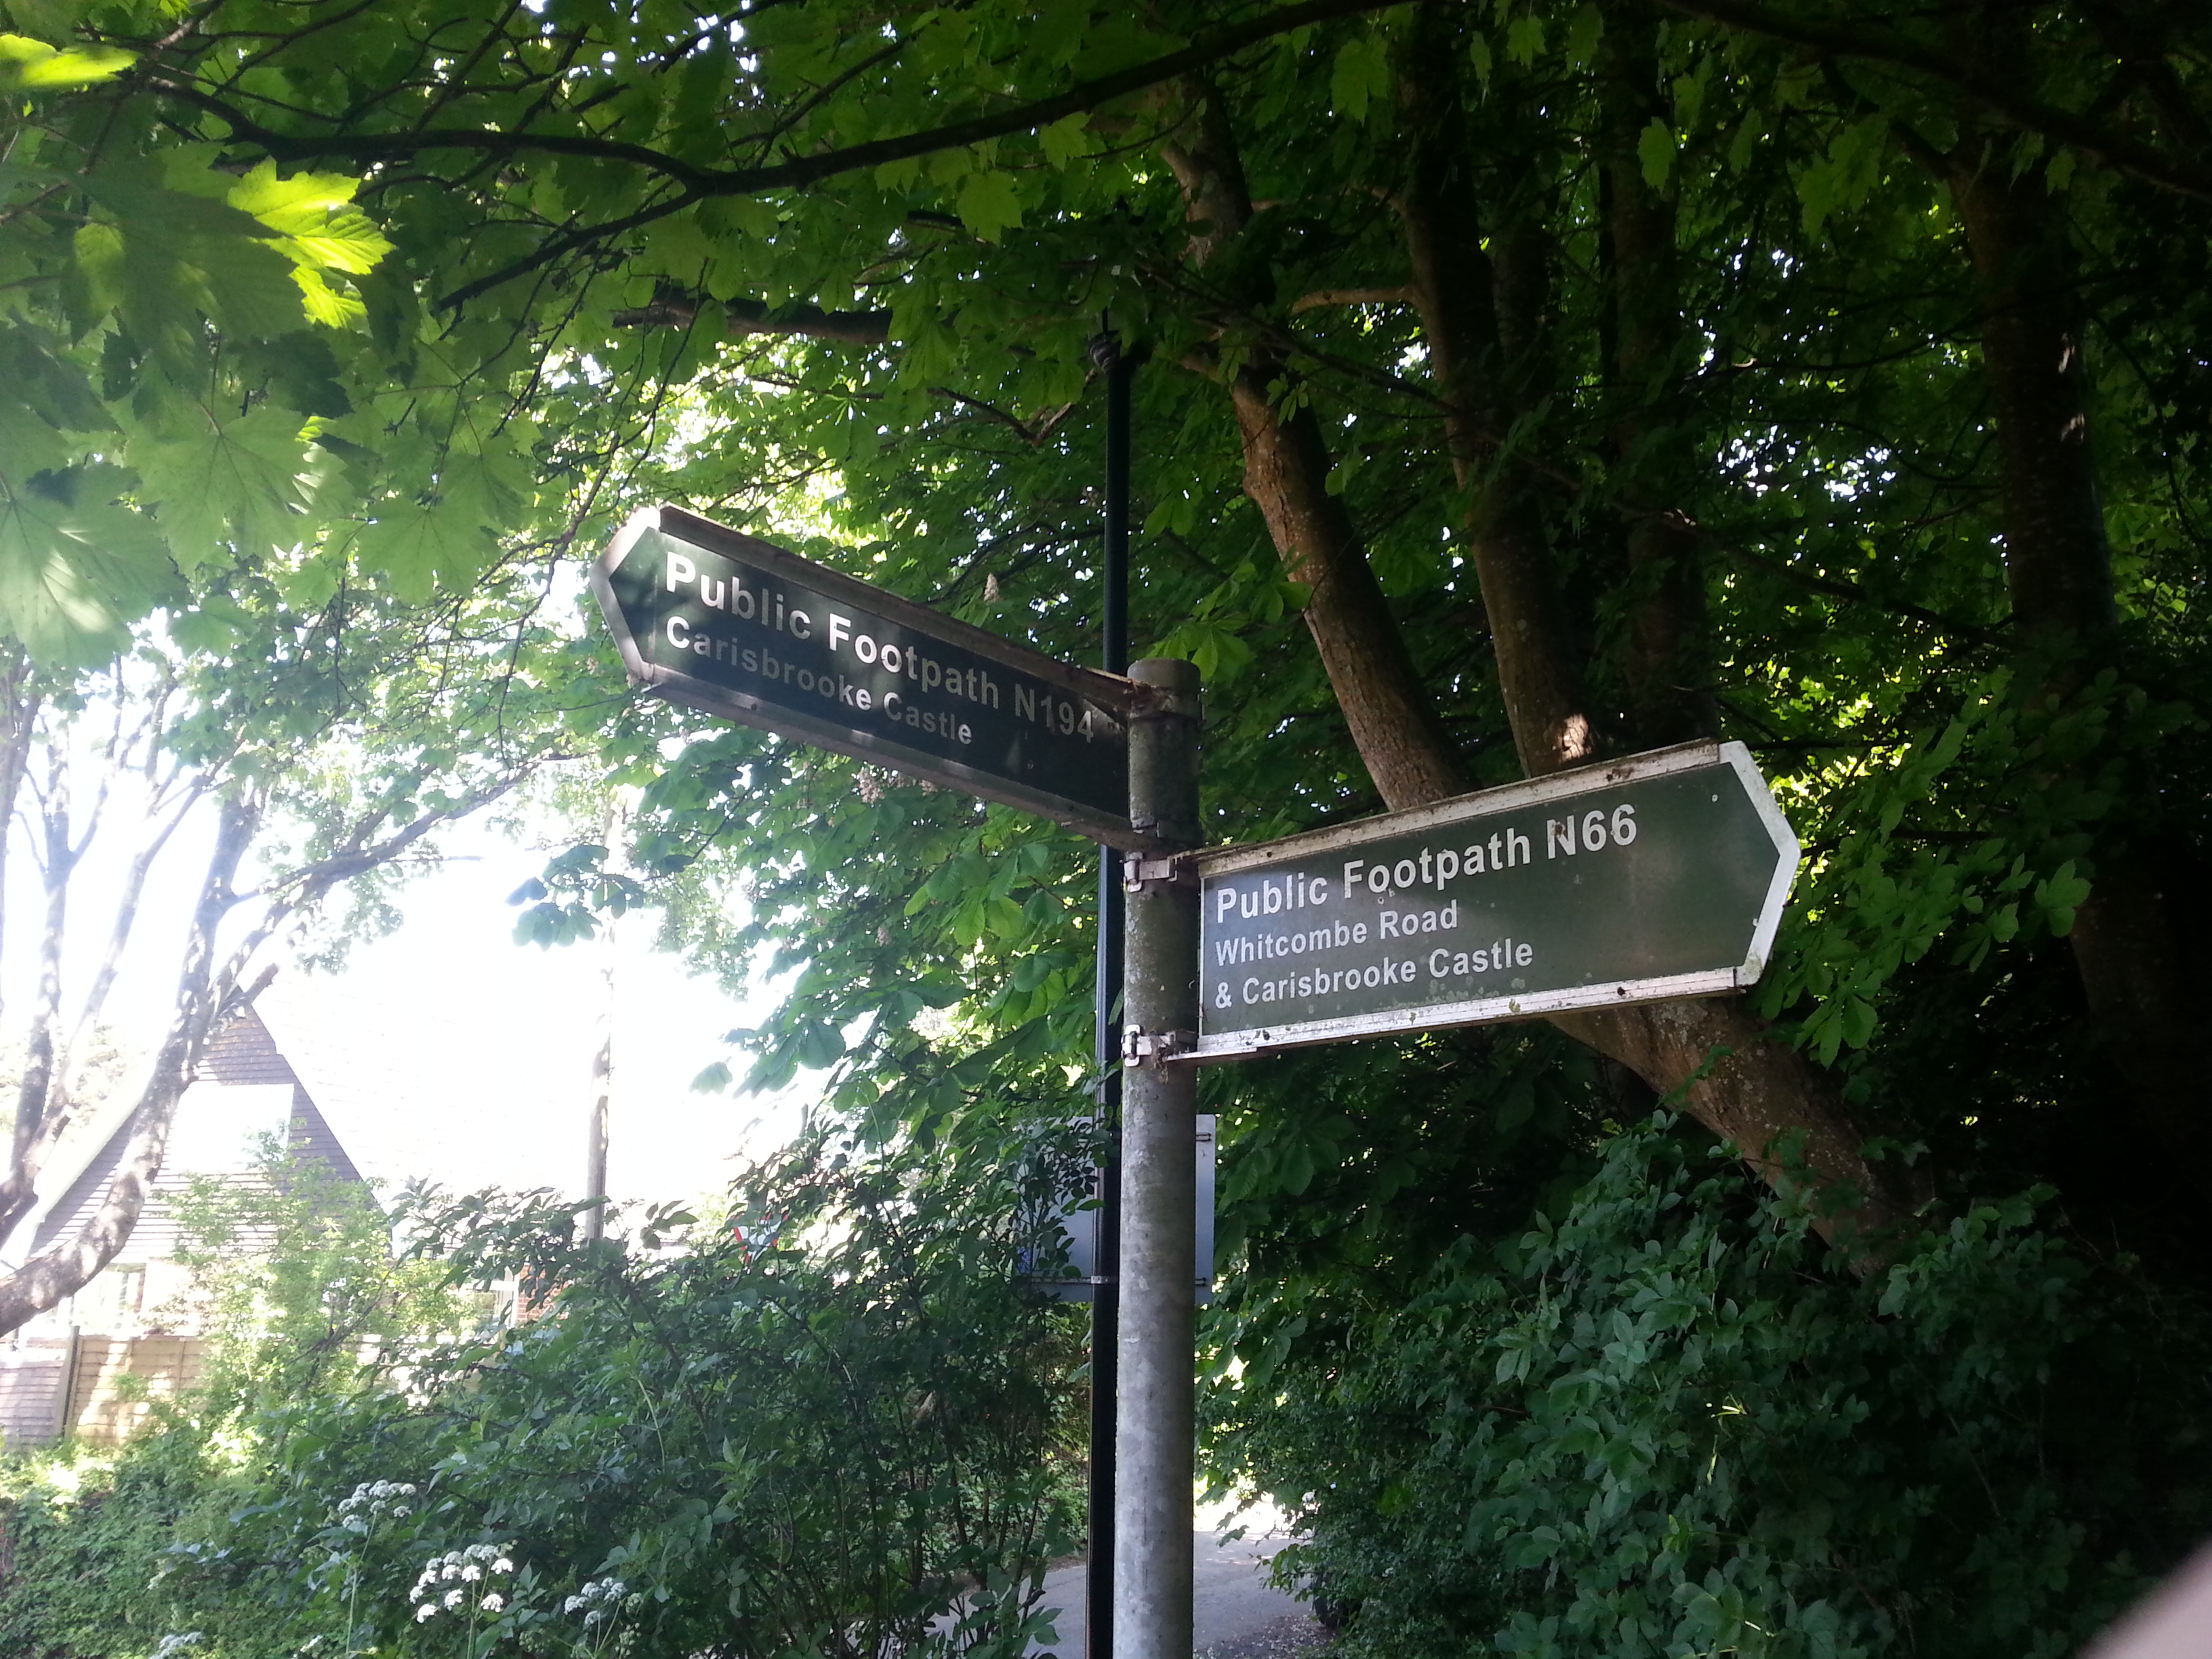 Public Footpath N194
Carisbrooke Castle
Public Footpath N66
Whitcombe Road
& Carisbrooke Castle